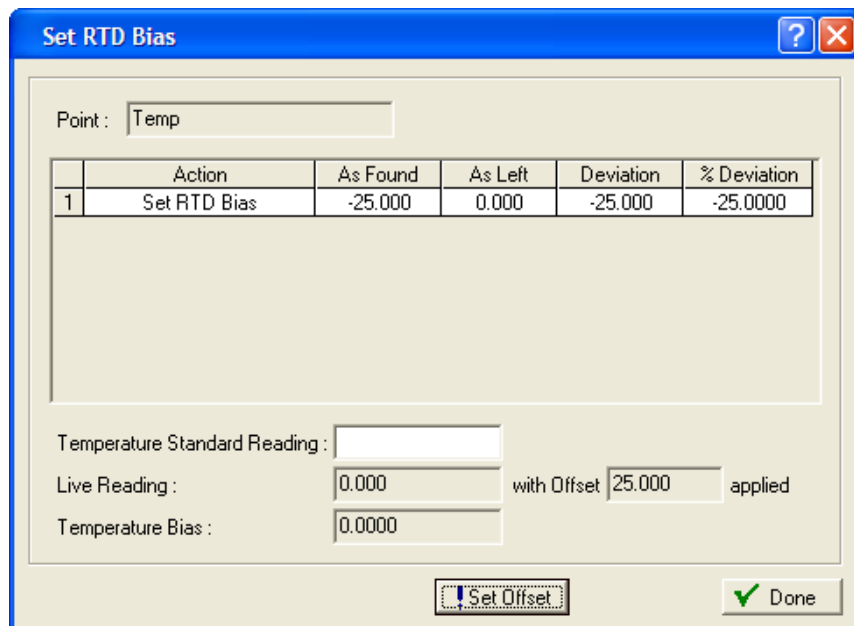 Set RTD Bias
?
Point : Temp
Action As Found As Left Deviation % Deviation
1 Set RTD Bias -25.000 0.000 -25.000 -25.0000
Temperature Standard Reading :
Live Reading : 0.000 with Offset 25.000 applied
Temperature Bias : 0.0000
! Set Offset Done